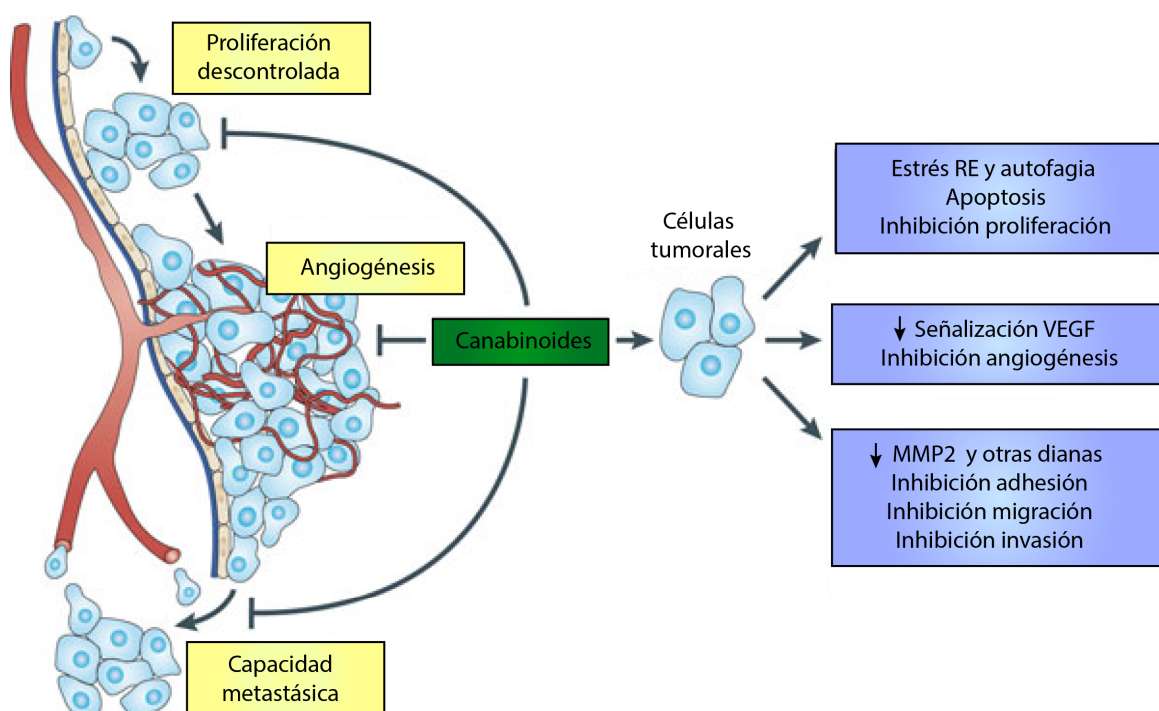 Proliferación
descontrolada
Angiogénesis
Canabinoides
Capacidad
metastásica
Células
tumorales
Estrés RE y autofagia
Apoptosis
Inhibición proliferación
↓ Señalización VEGF
Inhibición angiogénesis
↓ MMP2 y otras dianas
Inhibición adhesión
Inhibición migración
Inhibición invasión